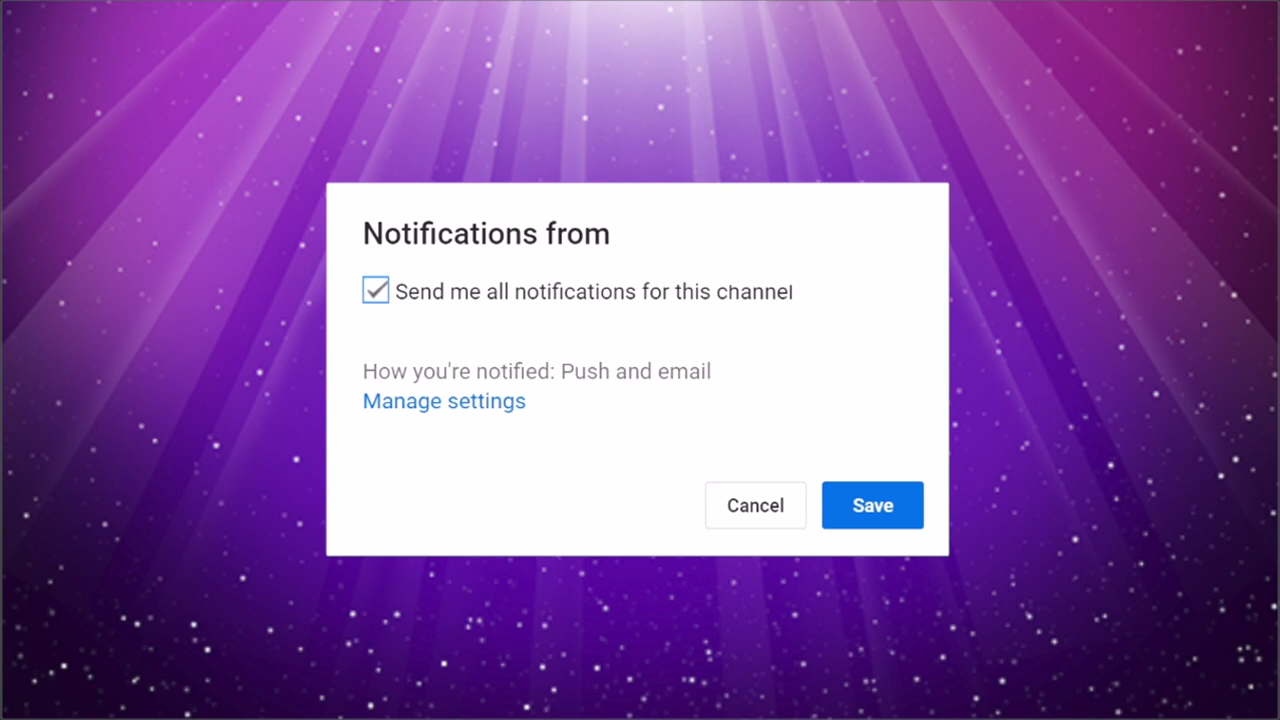 Notifications from
Send me all notifications for this channel
How you're notified: Push and email
Manage settings
Cancel Save